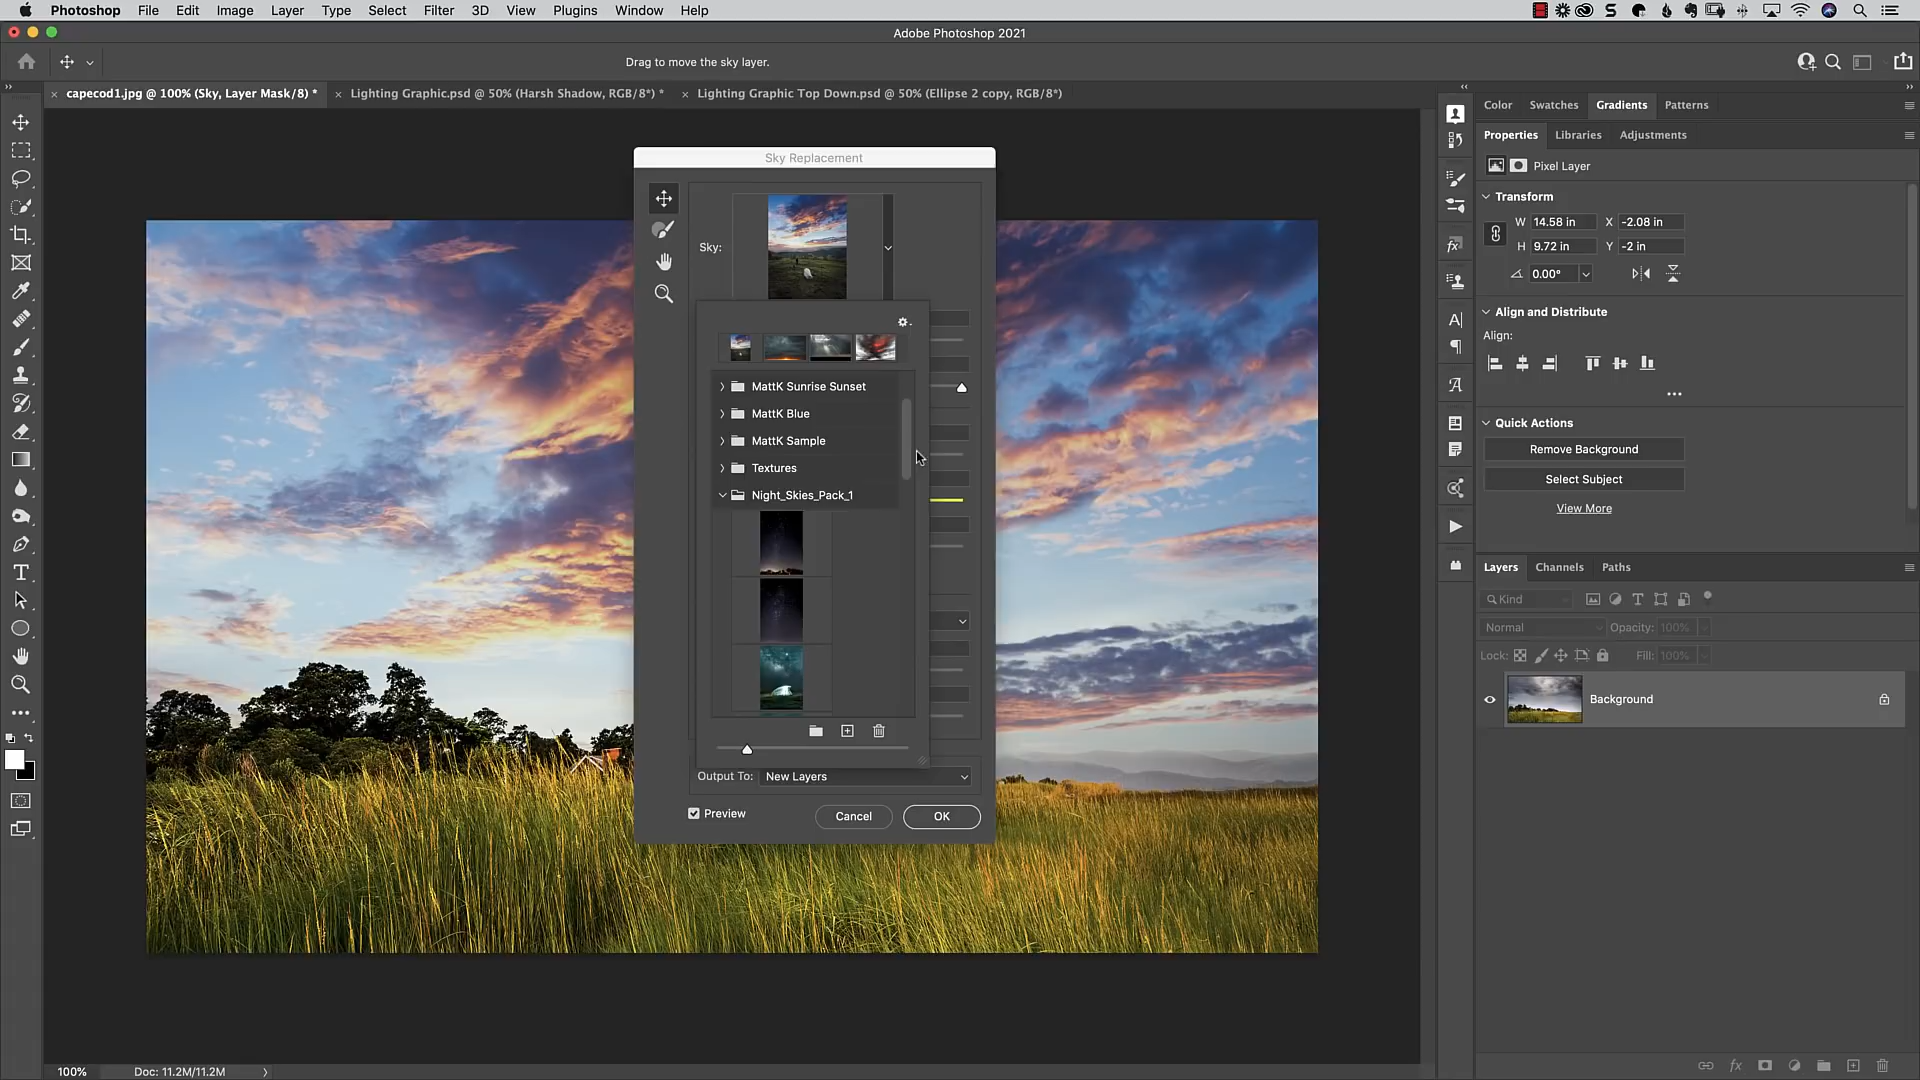 Photoshop File Edit Image Layer Type Select Filter 3D View Plugins Window Help
Adobe Photoshop 2021
Drag to move the sky layer.
capecod1.jpg @ 100% (Sky, Layer Mask/8) *
Lighting Graphic.psd @ 50% (Harsh Shadow, RGB/8*) *
Lighting Graphic Top Down.psd @ 50% (Ellipse 2 copy, RGB/8*)
Sky Replacement
Sky:
MattK Sunrise Sunset
MattK Blue
MattK Sample
Textures
Night_Skies_Pack_1
Output To: New Layers
Preview
Cancel
OK
Color Swatches Gradients Patterns
Properties Libraries Adjustments
Pixel Layer
Transform
W 14.58 in X -2.08 in
H 9.72 in Y -2 in
0.00°
Align and Distribute
Align:
Quick Actions
Remove Background
Select Subject
View More
Layers Channels Paths
Kind
Normal Opacity: 100%
Lock: Fill: 100%
Background
100% Doc: 11.2M/11.2M